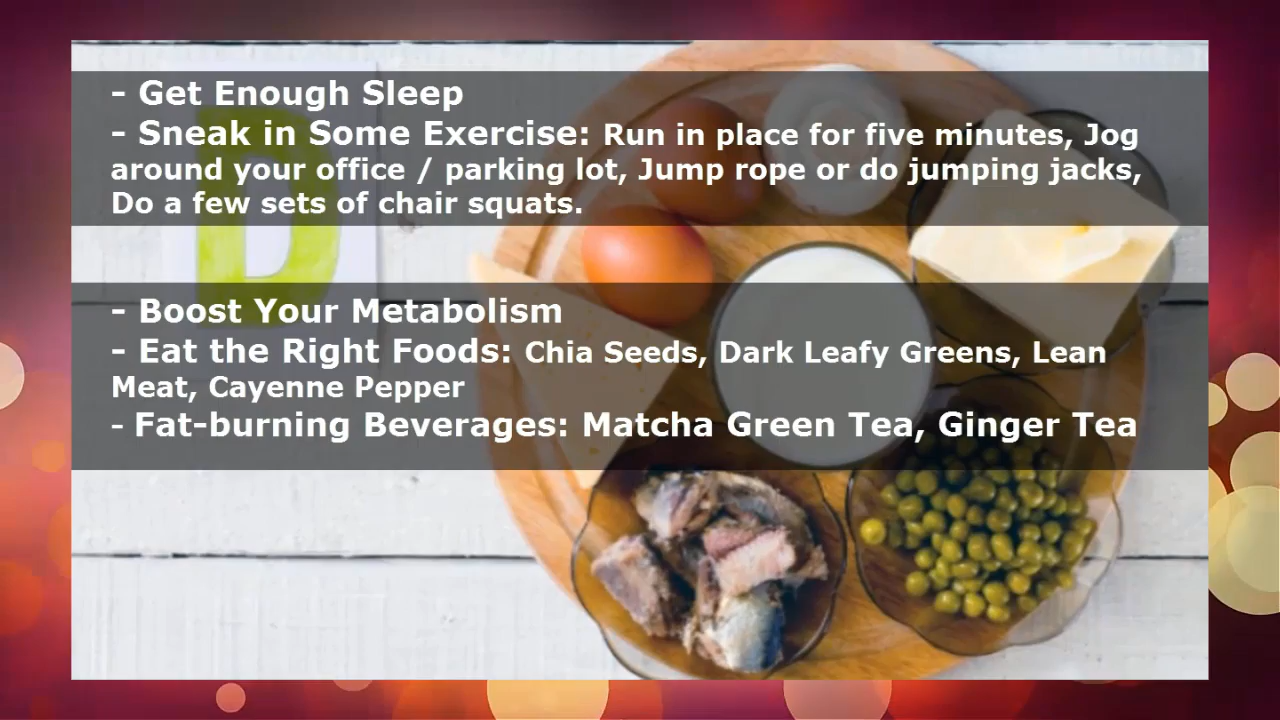 D
- Get Enough Sleep
- Sneak in Some Exercise: Run in place for five minutes, Jog
around your office / parking lot, Jump rope or do jumping jacks,
Do a few sets of chair squats.
- Boost Your Metabolism
- Eat the Right Foods: Chia Seeds, Dark Leafy Greens, Lean
Meat, Cayenne Pepper
- Fat-burning Beverages: Matcha Green Tea, Ginger Tea